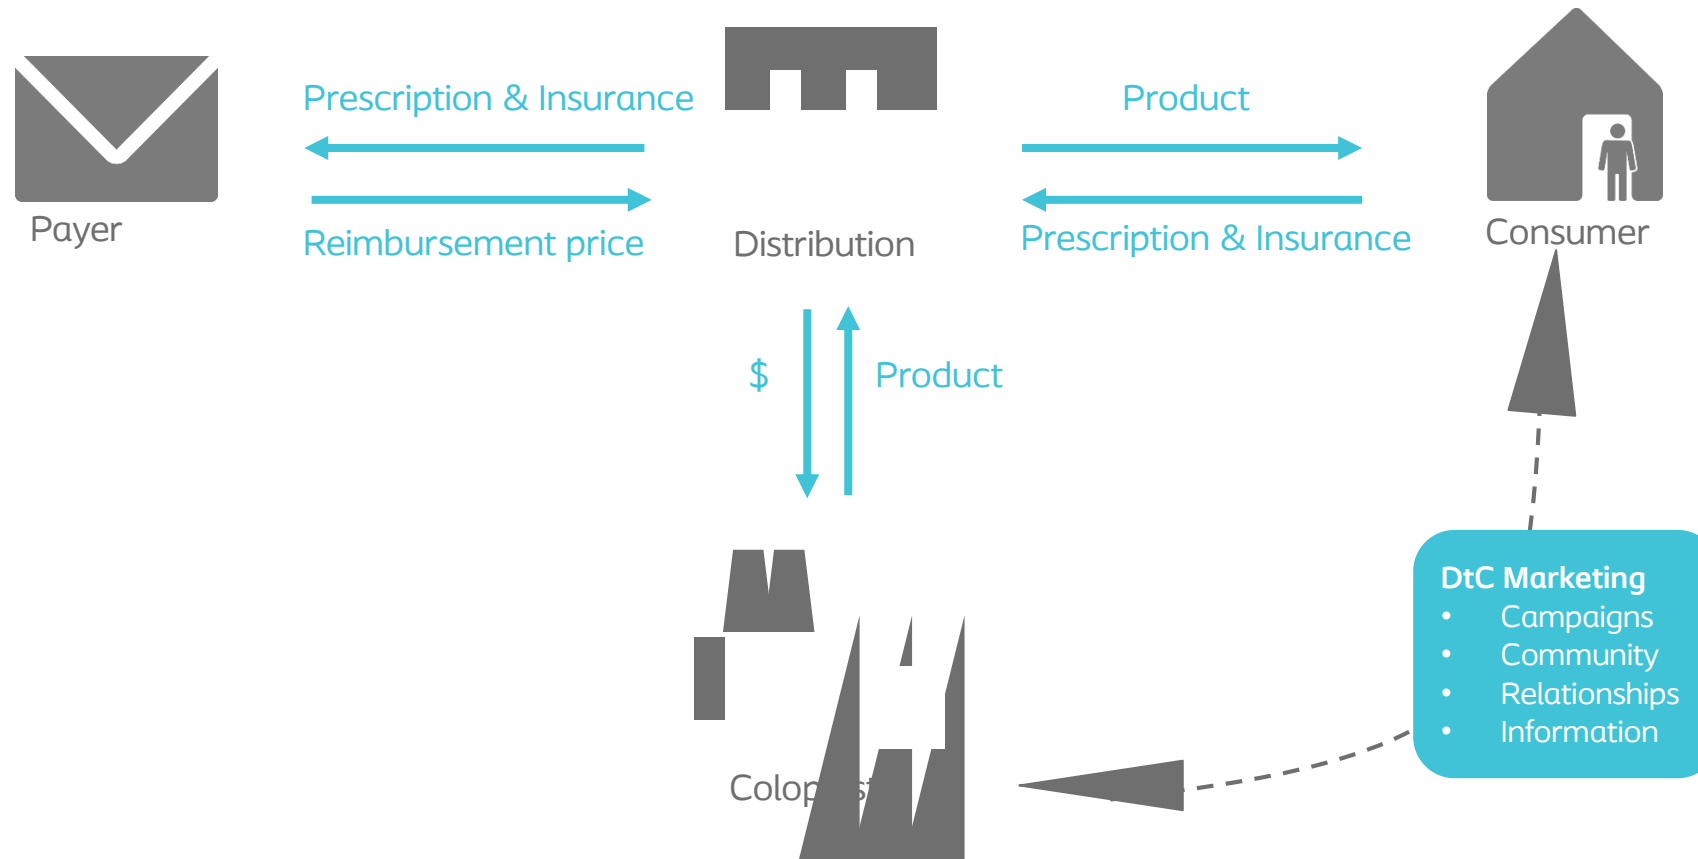 Prescription & Insurance
Product
Payer
Reimbursement price
Distribution
Prescription & Insurance
Consumer
$
Product
DtC Marketing
• Campaigns
• Community
• Relationships
• Information